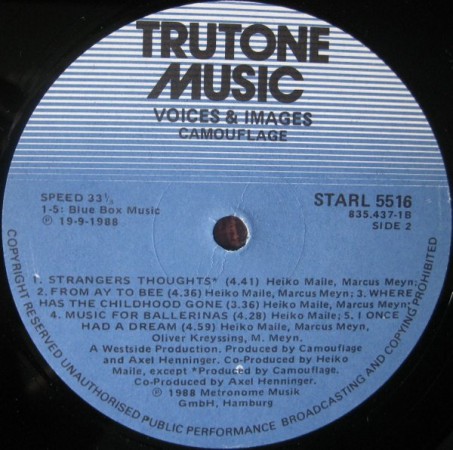 TRUTONE
MUSIC
VOICES & IMAGES
CAMOUFLAGE
SPEED 33⅓
1-5: Blue Box Music
℗ 19-9-1988
STARL 5516
835.437-1B
SIDE 2
1. STRANGERS THOUGHTS* (4.41) Heiko Maile, Marcus Meyn;
2. FROM AY TO BEE (4.36) Heiko Maile, Marcus Meyn; 3. WHERE
HAS THE CHILDHOOD GONE (3.36) Heiko Maile, Marcus Meyn;
4. MUSIC FOR BALLERINAS (4.28) Heiko Maile; 5. I ONCE
HAD A DREAM (4.59) Heiko Maile, Marcus Meyn,
Oliver Kreyssing, M. Meyn.
A Westside Production. Produced by Camouflage
and Axel Henninger. Co-Produced by Heiko
Maile, except *Produced by Camouflage.
Co-Produced by Axel Henninger.
℗ 1988 Metronome Musik
GmbH, Hamburg
COPYRIGHT RESERVED UNAUTHORISED PUBLIC PERFORMANCE BROADCASTING AND COPYING PROHIBITED